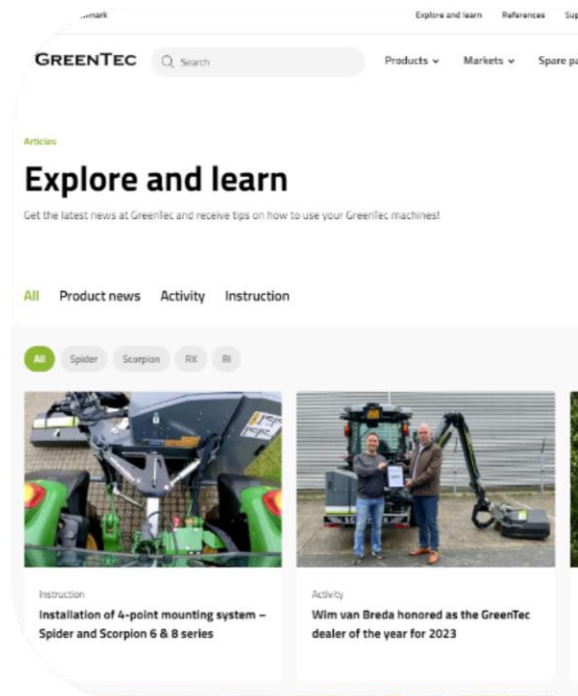 Explore and learn References
GREENTEC Search Products Markets Spare
Articles
Explore and learn
Get the latest news at GreenTec and receive tips on how to use your GreenTec machines!
All Product news Activity Instruction
All Spider Scorpion RX RI
Instruction
Installation of 4-point mounting system –
Spider and Scorpion 6 & 8 series
Activity
Wim van Breda honored as the GreenTec
dealer of the year for 2023